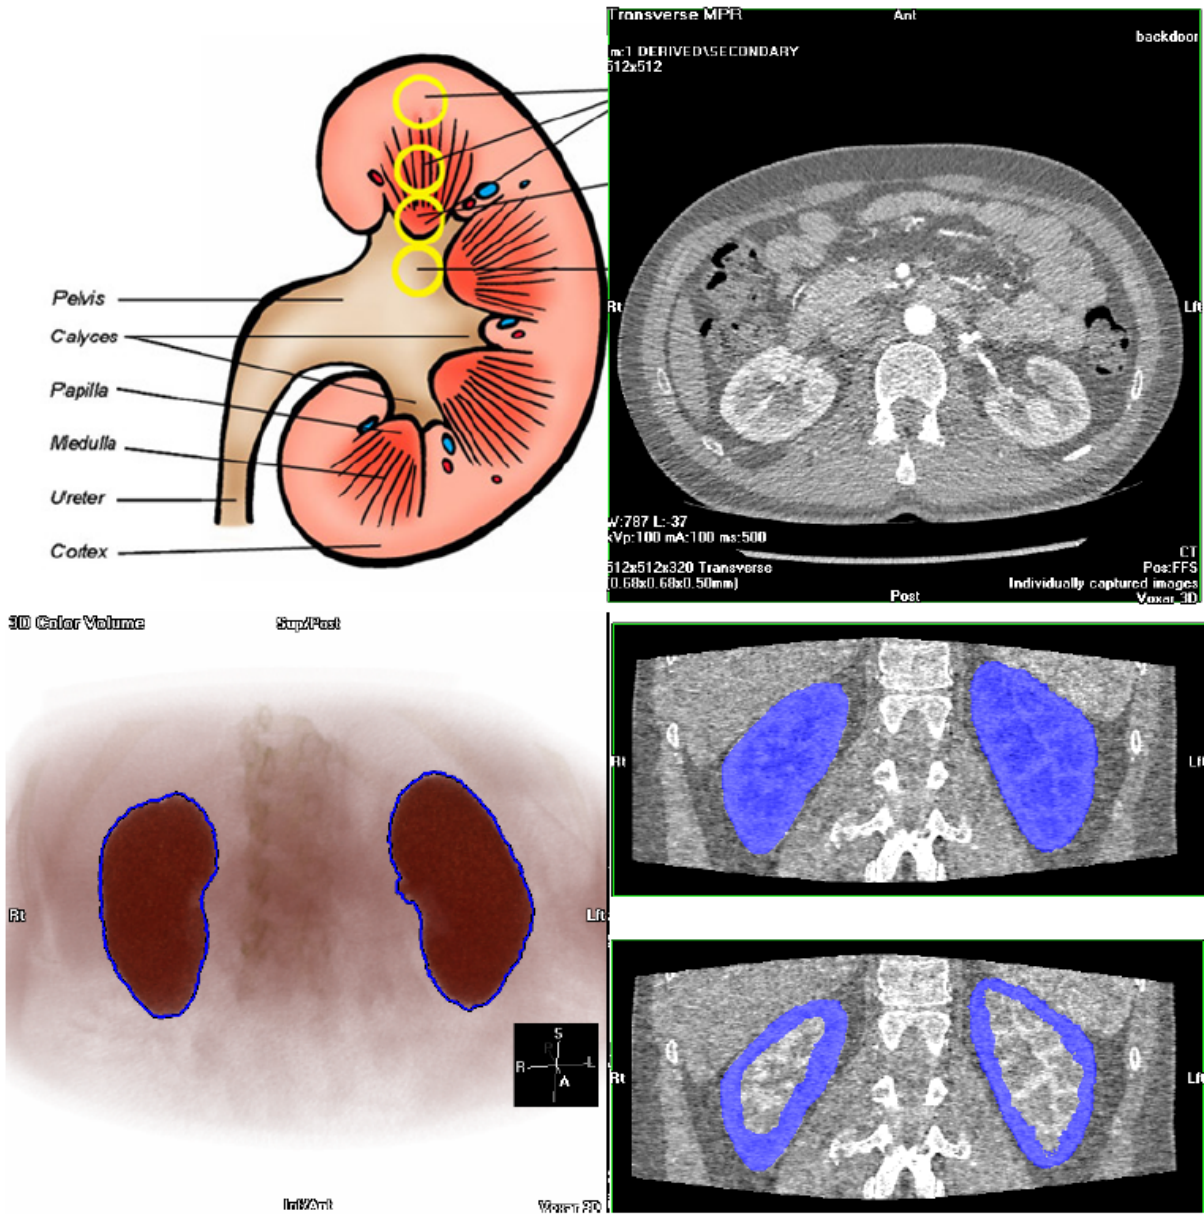 Pelvis
Calyces
Papilla
Medulla
Ureter
Cortex
Transverse MPR
Ant
backdoor
m:1 DERIVED\SECONDARY
512x512
Rt
Lft
W:787 L:-37
kVp:100 mA:100 ms:500
CT
512x512x320 Transverse
Pos:FFS
(0.68x0.68x0.50mm)
Individually captured images
Post
Voxar 3D
3D Color Volume
Sup/Post
Rt
Lft
S
P
R
L
A
I
Inf/Ant
Voxar 3D
Rt
Lft
Rt
Lft